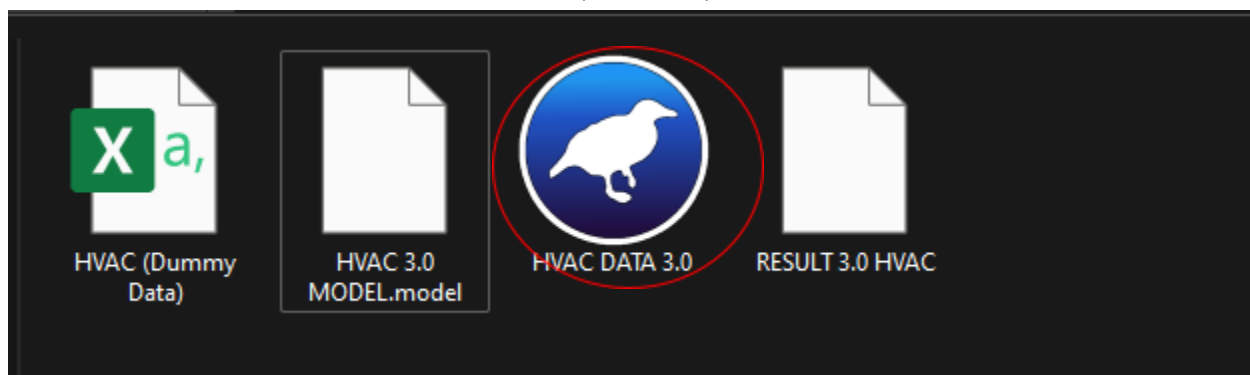 X a,
HVAC (Dummy
Data)
HVAC 3.0
MODEL.model
HVAC DATA 3.0
RESULT 3.0 HVAC